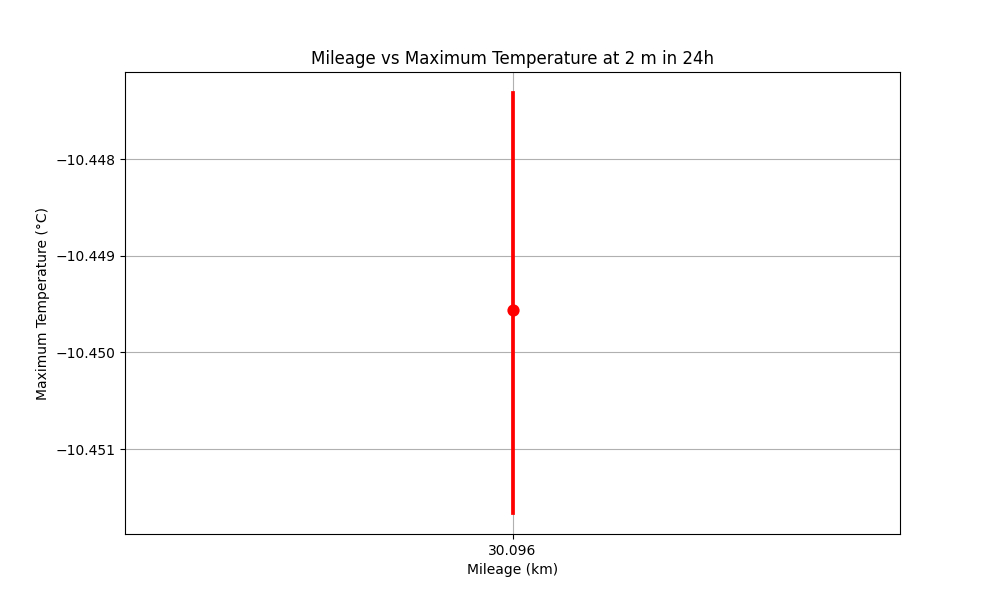 Mileage vs Maximum Temperature at 2 m in 24h
Maximum Temperature (°C)
−10.448
−10.449
−10.450
−10.451
30.096
Mileage (km)